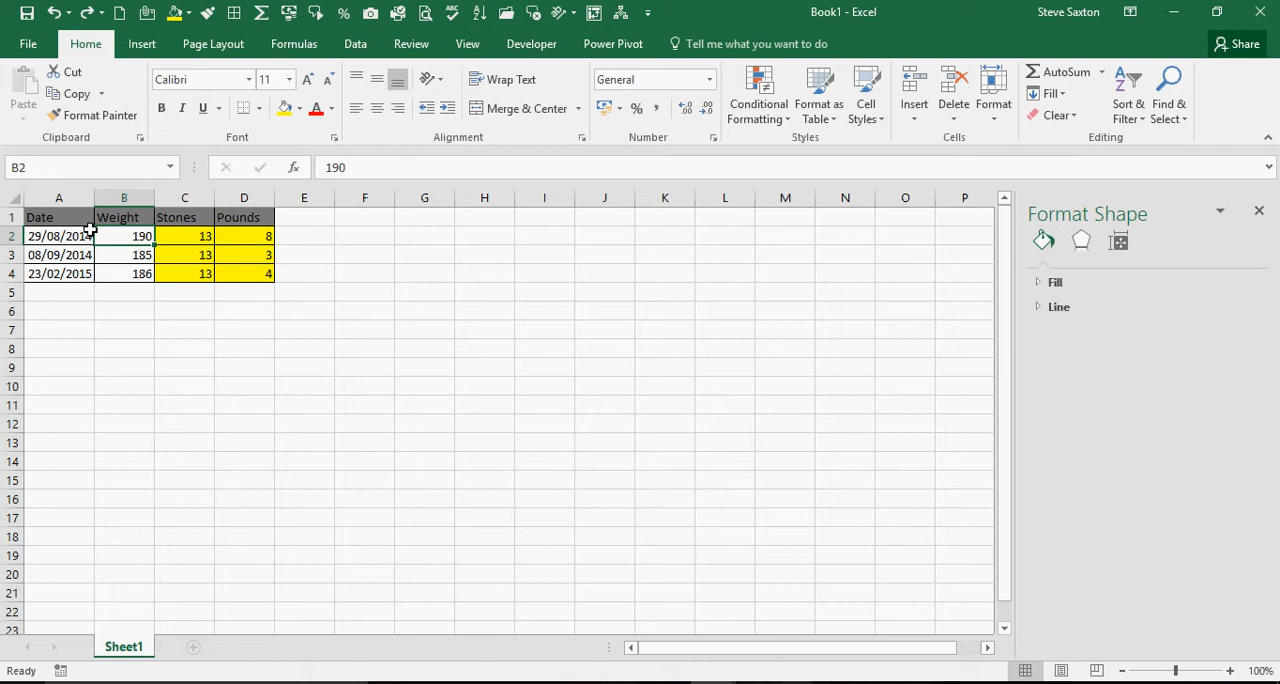 Book1 - Excel
Steve Saxton
File Home Insert Page Layout Formulas Data Review View Developer Power Pivot Tell me what you want to do Share
Paste
Cut
Copy
Format Painter
Clipboard
Calibri 11
B I U A
Font
Wrap Text
Merge & Center
Alignment
General
%
Number
Conditional Formatting
Format as Table
Cell Styles
Styles
Insert
Delete
Format
Cells
AutoSum
Fill
Clear
Sort & Filter
Find & Select
Editing
B2
fx
190
A B C D E F G H I J K L M N O P
1 Date Weight Stones Pounds
2 29/08/2014 190 13 8
3 08/09/2014 185 13 3
4 23/02/2015 186 13 4
5
6
7
8
9
10
11
12
13
14
15
16
17
18
19
20
21
22
23
Format Shape
Fill
Line
Sheet1
Ready
100%